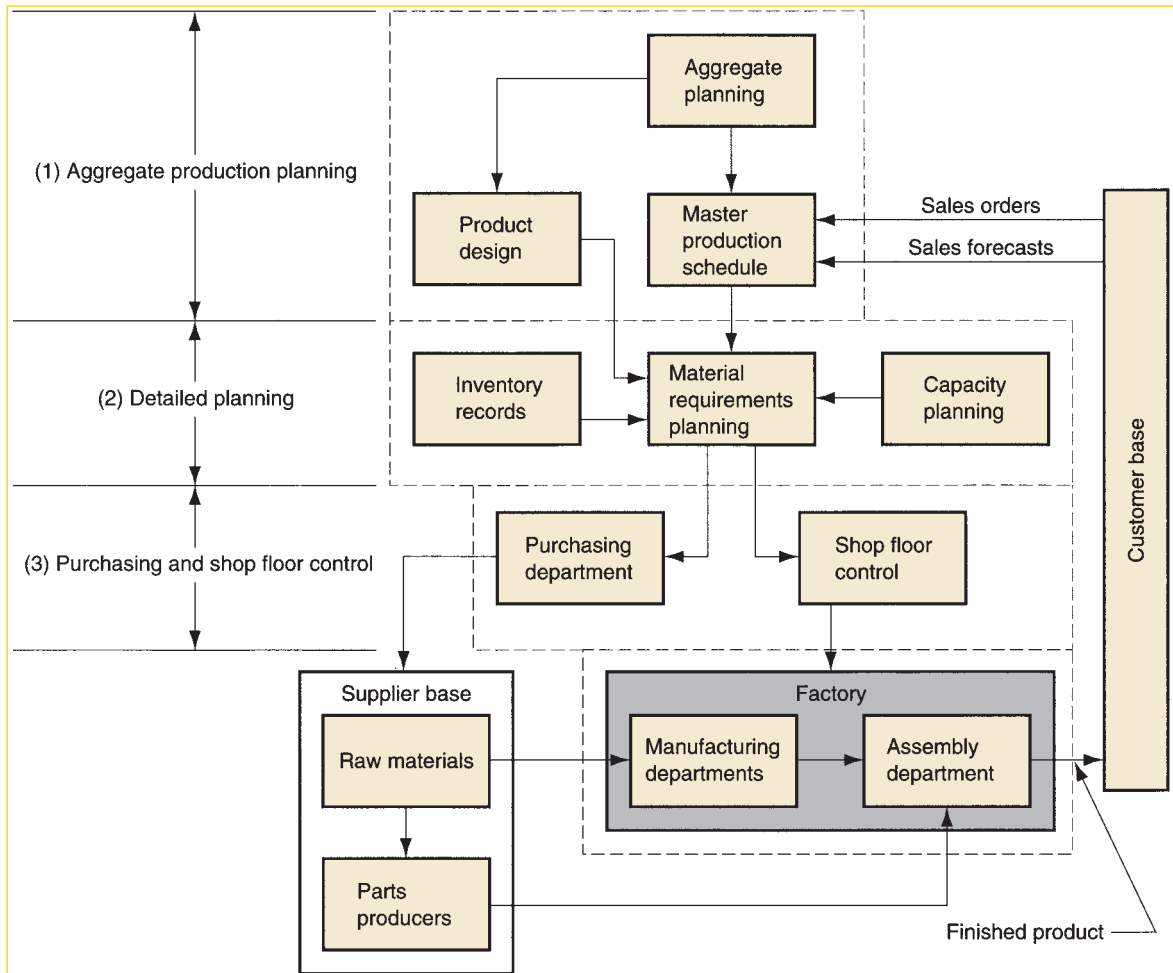 Aggregate
planning
(1) Aggregate production planning
Product
design
Master
production
schedule
Sales orders
Sales forecasts
Customer base
(2) Detailed planning
Inventory
records
Material
requirements
planning
Capacity
planning
(3) Purchasing and shop floor control
Purchasing
department
Shop floor
control
Supplier base
Factory
Raw materials
Manufacturing
departments
Assembly
department
Parts
producers
Finished product